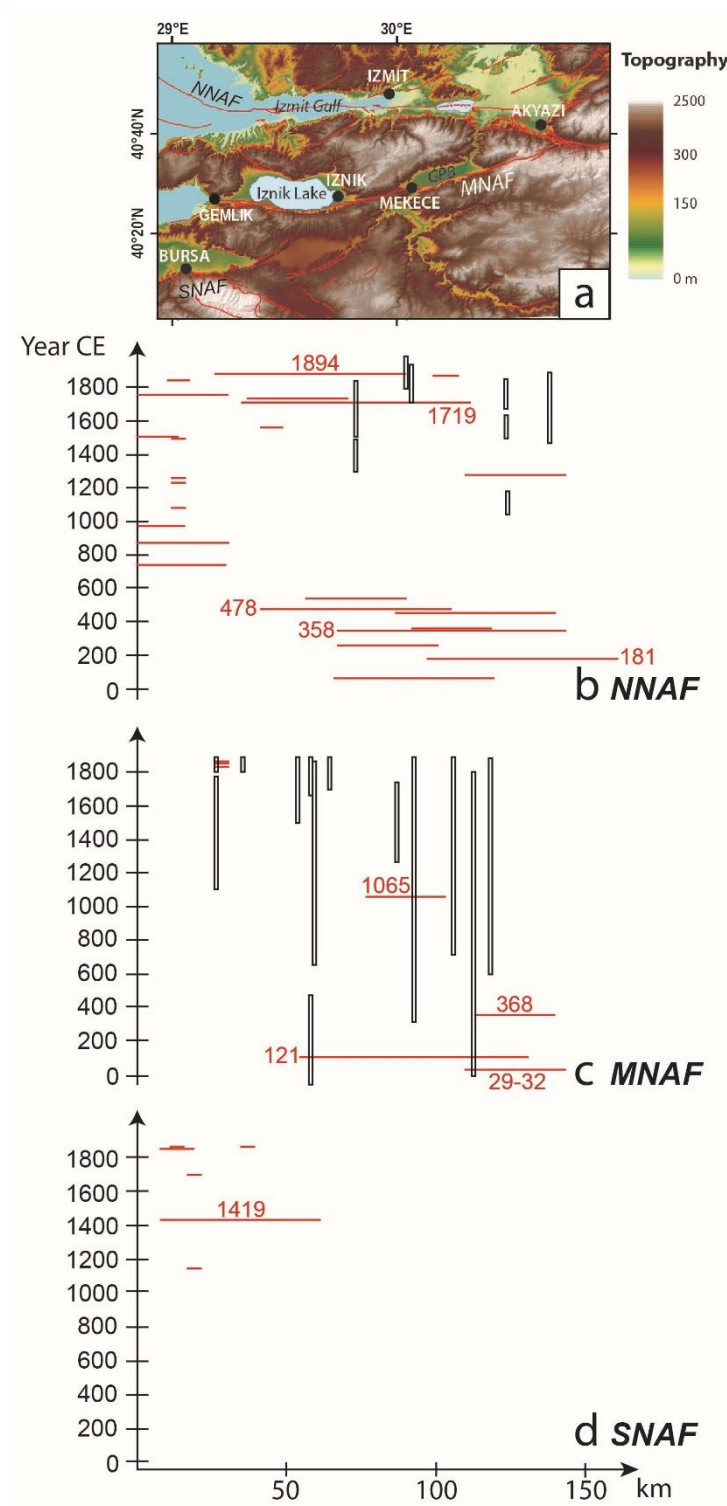 29°E 30°E
Topography
NNAF
IZMIT
Izmit Gulf
2500
40°40'N
AKYAZI
300
GPB
MNAF
Iznik Lake
IZNIK
150
GEMLIK
MEKECE
40°20'N
BURSA
SNAF
0 m
a
Year CE
1800
1600
1400
1200
1000
800
600
400
200
0
1894
1719
478
358
181
b NNAF
1800
1600
1400
1200
1000
800
600
400
200
0
1065
368
121
29-32
c MNAF
1800
1600
1400
1200
1000
800
600
400
200
0
1419
d SNAF
50 100 150 km